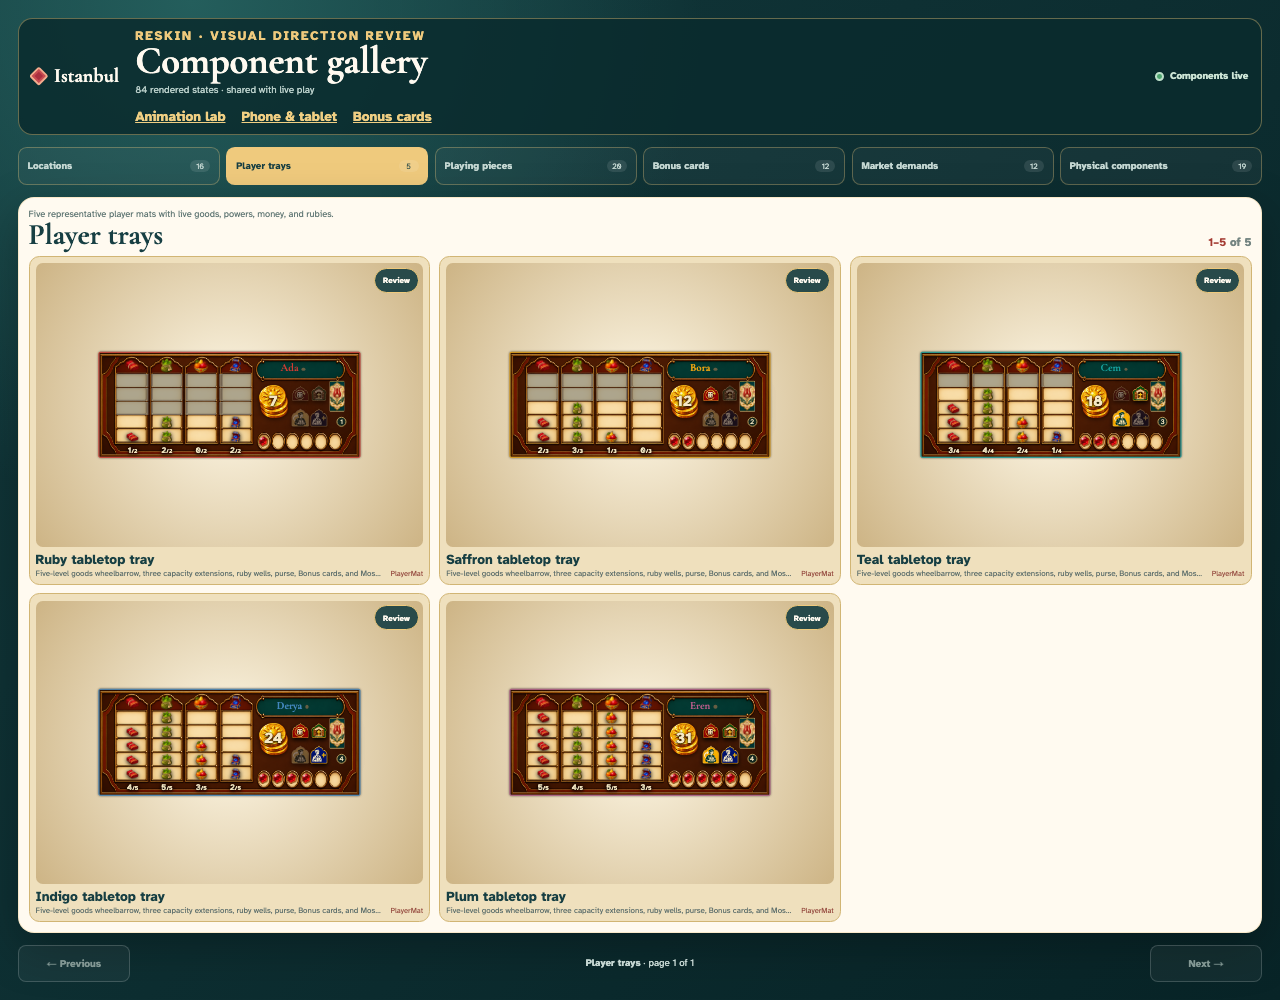 Istanbul
RESKIN · VISUAL DIRECTION REVIEW
Component gallery
84 rendered states · shared with live play
Animation lab Phone & tablet Bonus cards
Components live
Locations 16
Player trays 5
Playing pieces 20
Bonus cards 12
Market demands 12
Physical components 19
Five representative player mats with live goods, powers, money, and rubies.
Player trays
1–5 of 5
Review
Ada
7
1
1/2 2/2 0/2 2/2
Ruby tabletop tray
Five-level goods wheelbarrow, three capacity extensions, ruby wells, purse, Bonus cards, and Mos... PlayerMat
Review
Bora
12
2
2/3 3/3 1/3 0/3
Saffron tabletop tray
Five-level goods wheelbarrow, three capacity extensions, ruby wells, purse, Bonus cards, and Mos... PlayerMat
Review
Cem
18
3
3/4 4/4 2/4 1/4
Teal tabletop tray
Five-level goods wheelbarrow, three capacity extensions, ruby wells, purse, Bonus cards, and Mos... PlayerMat
Review
Derya
24
4
4/5 5/5 3/5 2/5
Indigo tabletop tray
Five-level goods wheelbarrow, three capacity extensions, ruby wells, purse, Bonus cards, and Mos... PlayerMat
Review
Eren
31
4
5/5 4/5 5/5 3/5
Plum tabletop tray
Five-level goods wheelbarrow, three capacity extensions, ruby wells, purse, Bonus cards, and Mos... PlayerMat
← Previous
Player trays · page 1 of 1
Next →